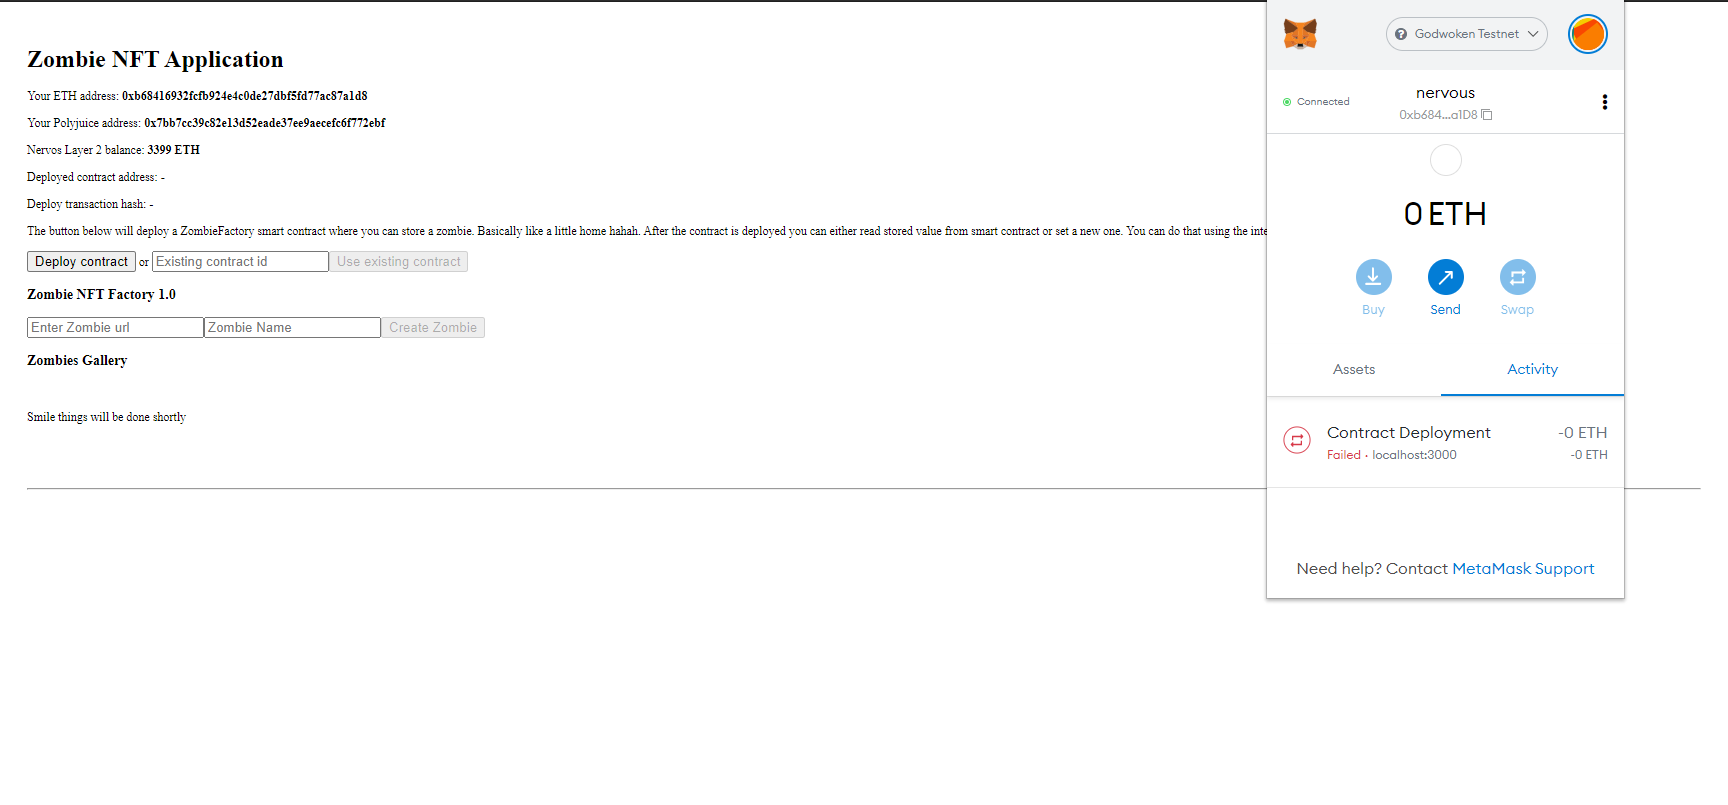 Zombie NFT Application
Your ETH address: 0xb68416932fcfb924e4c0de27dbf5fd77ac87a1d8
Your Polyjuice address: 0x7bb7cc39c82e13d52eade37ee9aecefc6f772ebf
Nervos Layer 2 balance: 3399 ETH
Deployed contract address: -
Deploy transaction hash: -
The button below will deploy a ZombieFactory smart contract where you can store a zombie. Basically like a little home hahah. After the contract is deployed you can either read stored value from smart contract or set a new one. You can do that using the inte
Deploy contract or Existing contract id Use existing contract
Zombie NFT Factory 1.0
Enter Zombie url Zombie Name Create Zombie
Zombies Gallery
Smile things will be done shortly
Godwoken Testnet
Connected
nervous
0xb684...a1D8
0 ETH
Buy Send Swap
Assets Activity
Contract Deployment -0 ETH
Failed · localhost:3000 -0 ETH
Need help? Contact MetaMask Support